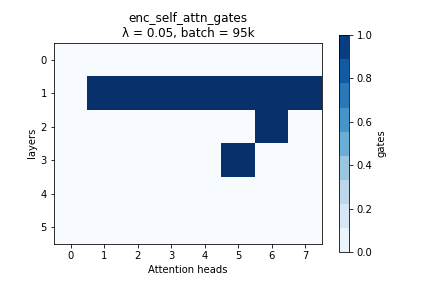 enc_self_attn_gates
λ = 0.05, batch = 95k
0
1
2
3
4
5
layers
0 1 2 3 4 5 6 7
Attention heads
1.0
0.8
0.6
0.4
0.2
0.0
gates